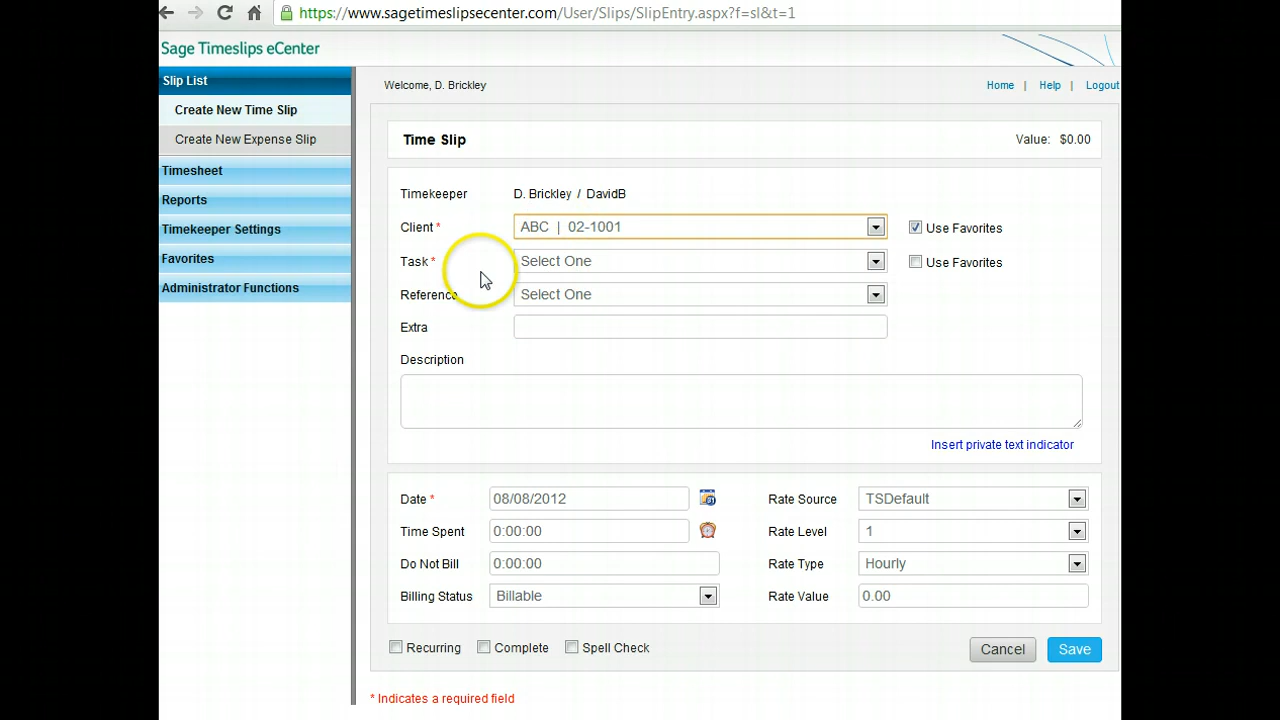 https://www.sagetimeslipsecenter.com/User/Slips/SlipEntry.aspx?f=sl&t=1
Sage Timeslips eCenter
Slip List
Create New Time Slip
Create New Expense Slip
Timesheet
Reports
Timekeeper Settings
Favorites
Administrator Functions
Welcome, D. Brickley
Home | Help | Logout
Time Slip Value: $0.00
Timekeeper D. Brickley / DavidB
Client * ABC | 02-1001 Use Favorites
Task * Select One Use Favorites
Reference Select One
Extra
Description
Insert private text indicator
Date * 08/08/2012 Rate Source TSDefault
Time Spent 0:00:00 Rate Level 1
Do Not Bill 0:00:00 Rate Type Hourly
Billing Status Billable Rate Value 0.00
Recurring Complete Spell Check Cancel Save
* Indicates a required field